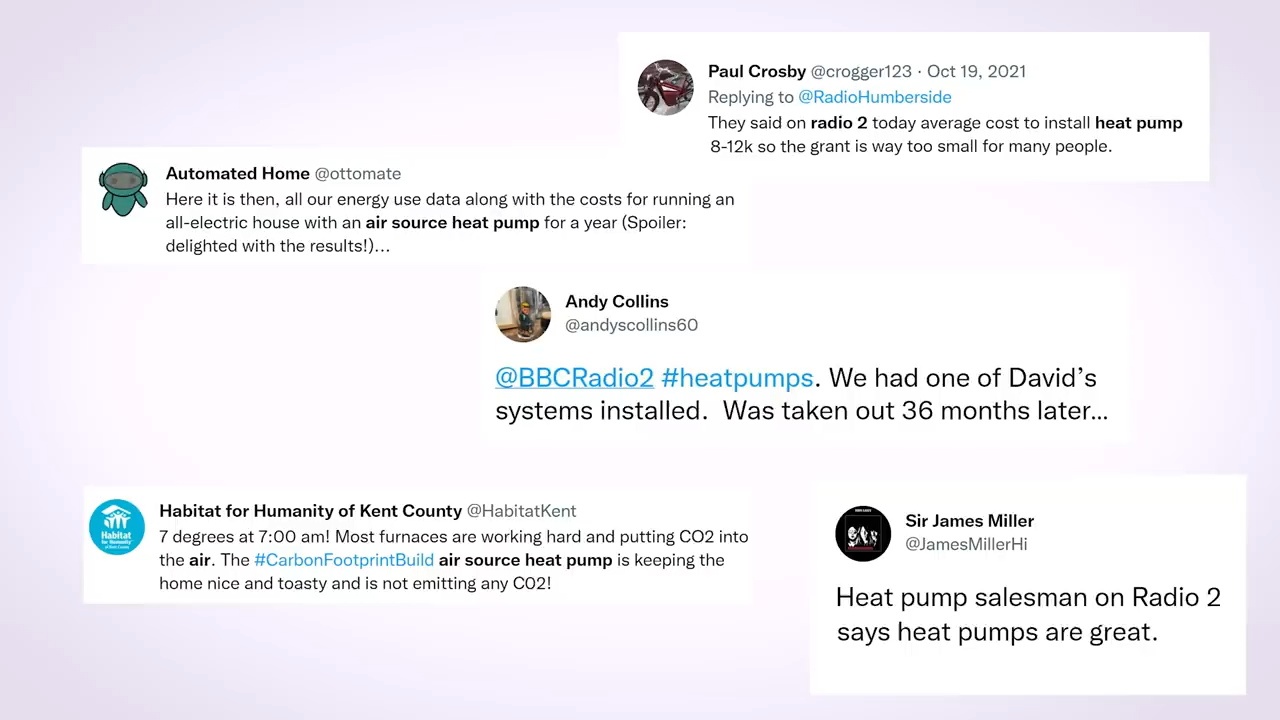 Paul Crosby @crogger123 · Oct 19, 2021
Replying to @RadioHumberside
They said on radio 2 today average cost to install heat pump
8-12k so the grant is way too small for many people.
Automated Home @ottomate
Here it is then, all our energy use data along with the costs for running an
all-electric house with an air source heat pump for a year (Spoiler:
delighted with the results!)...
Andy Collins
@andyscollins60
@BBCRadio2 #heatpumps. We had one of David's
systems installed. Was taken out 36 months later...
Habitat for Humanity of Kent County @HabitatKent
7 degrees at 7:00 am! Most furnaces are working hard and putting CO2 into
the air. The #CarbonFootprintBuild air source heat pump is keeping the
home nice and toasty and is not emitting any CO2!
Habitat
for Humanity
of Kent County
Sir James Miller
@JamesMillerHi
Heat pump salesman on Radio 2
says heat pumps are great.